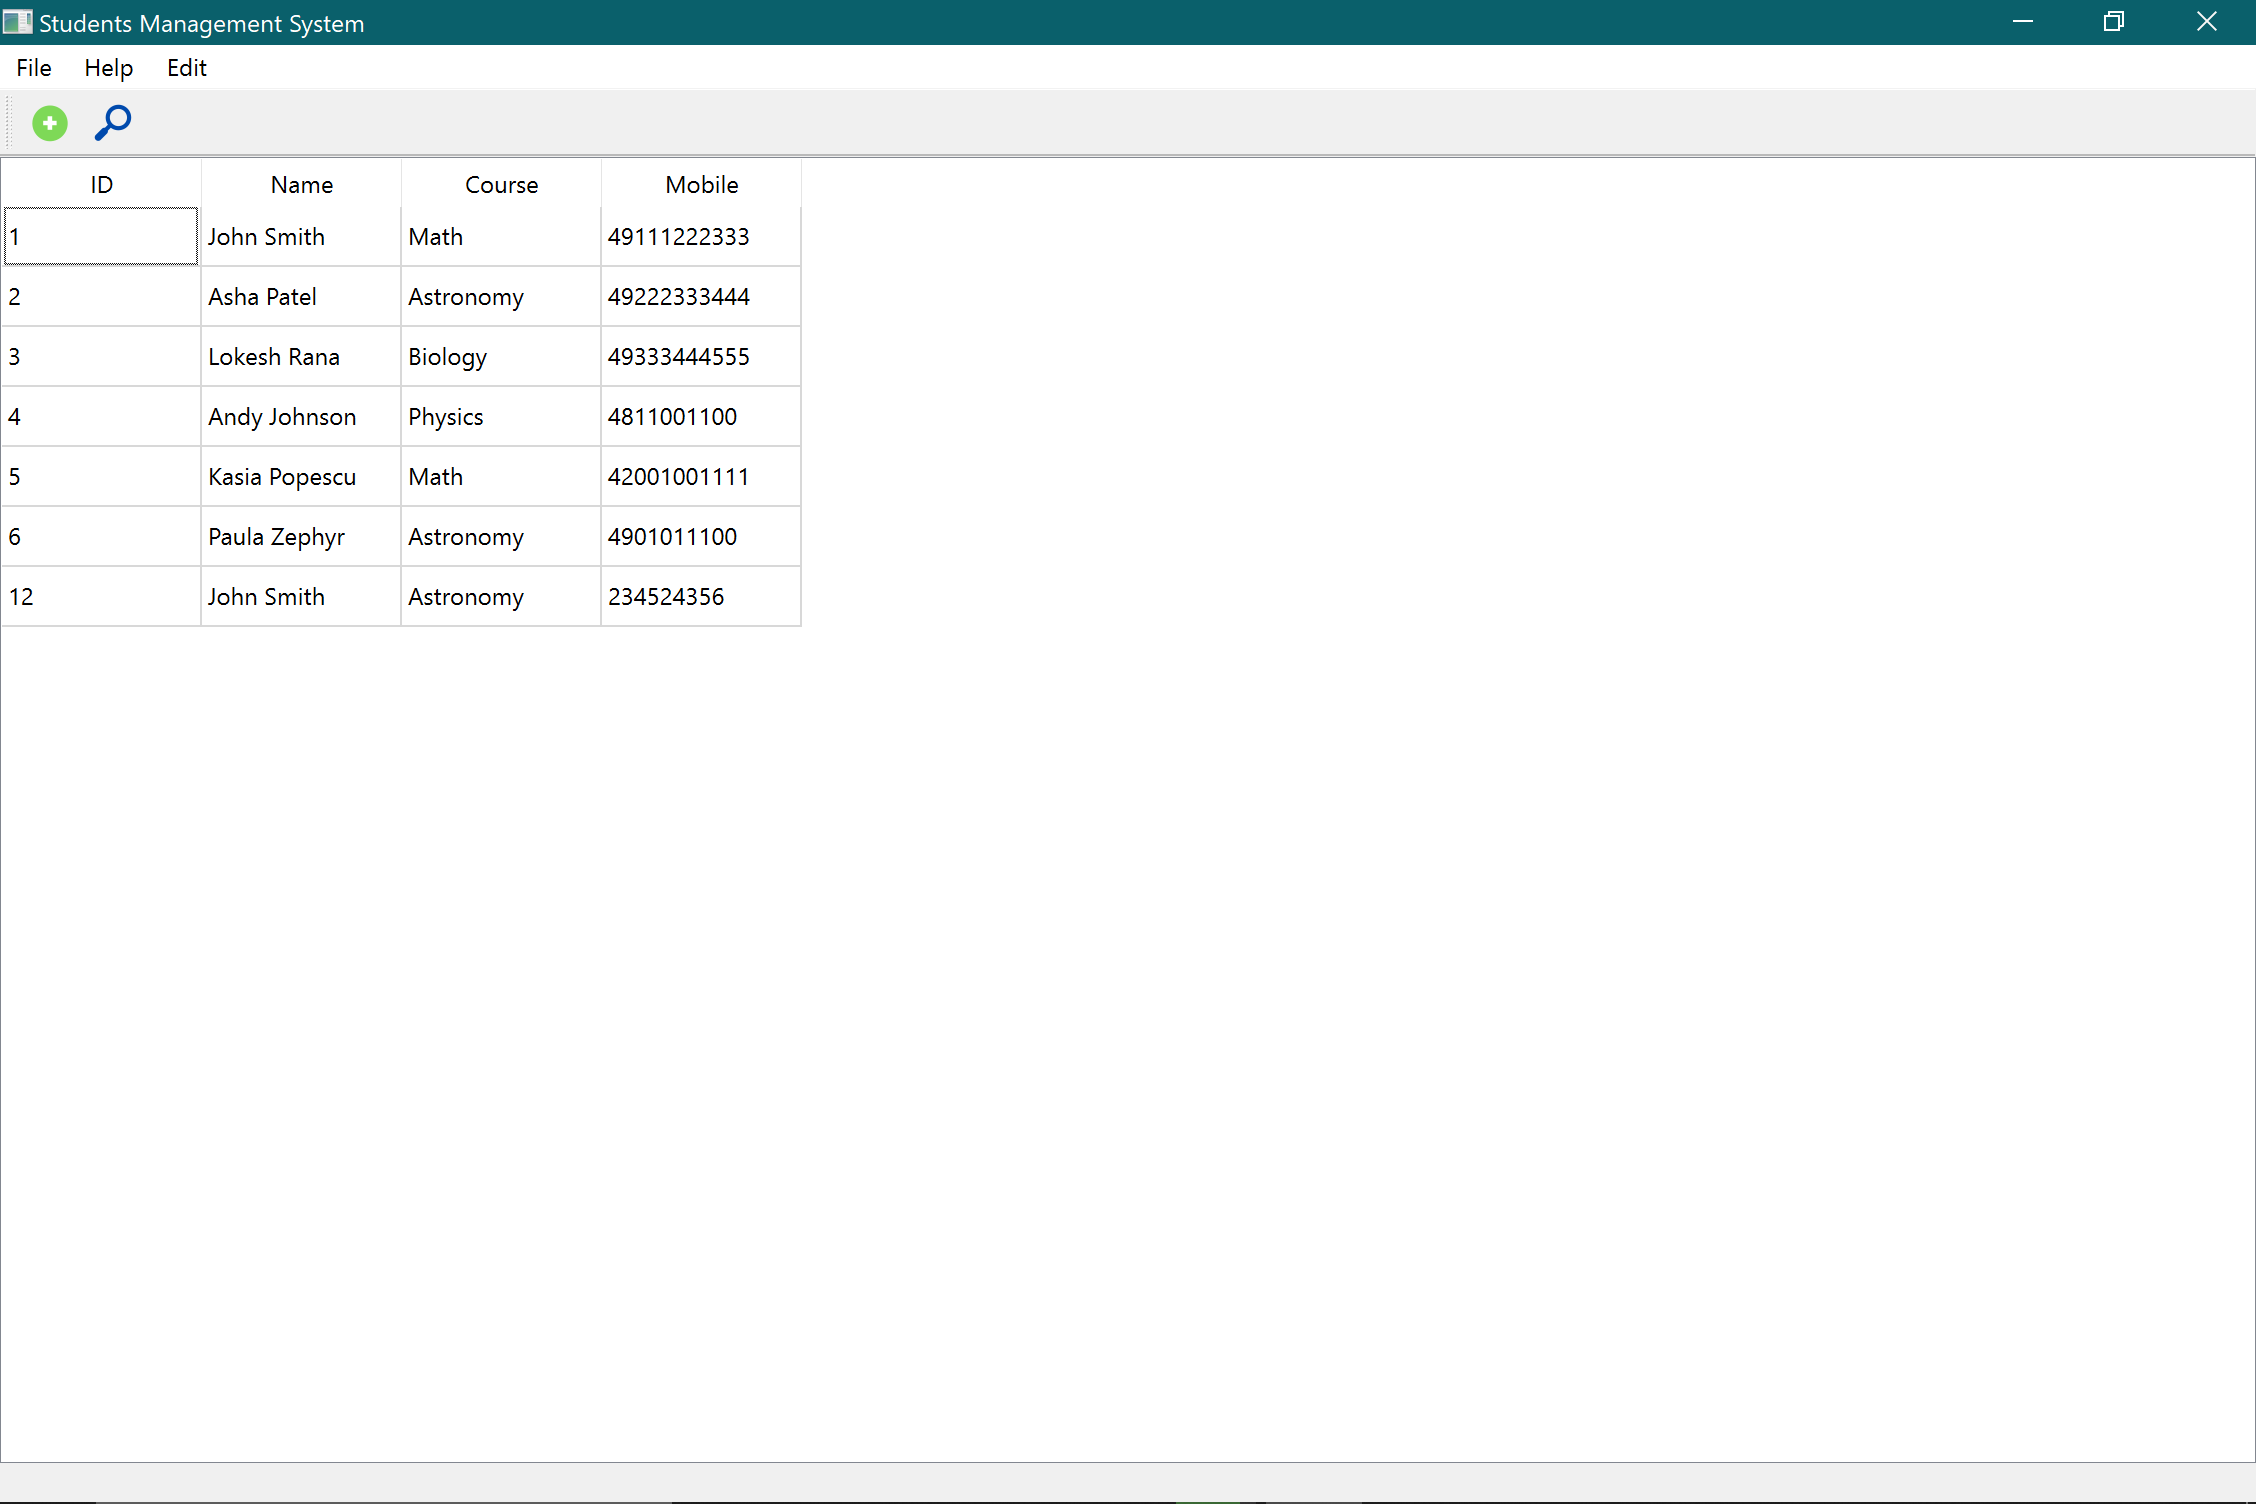 Students Management System
File Help Edit
ID Name Course Mobile
1 John Smith Math 49111222333
2 Asha Patel Astronomy 49222333444
3 Lokesh Rana Biology 49333444555
4 Andy Johnson Physics 4811001100
5 Kasia Popescu Math 42001001111
6 Paula Zephyr Astronomy 4901011100
12 John Smith Astronomy 234524356